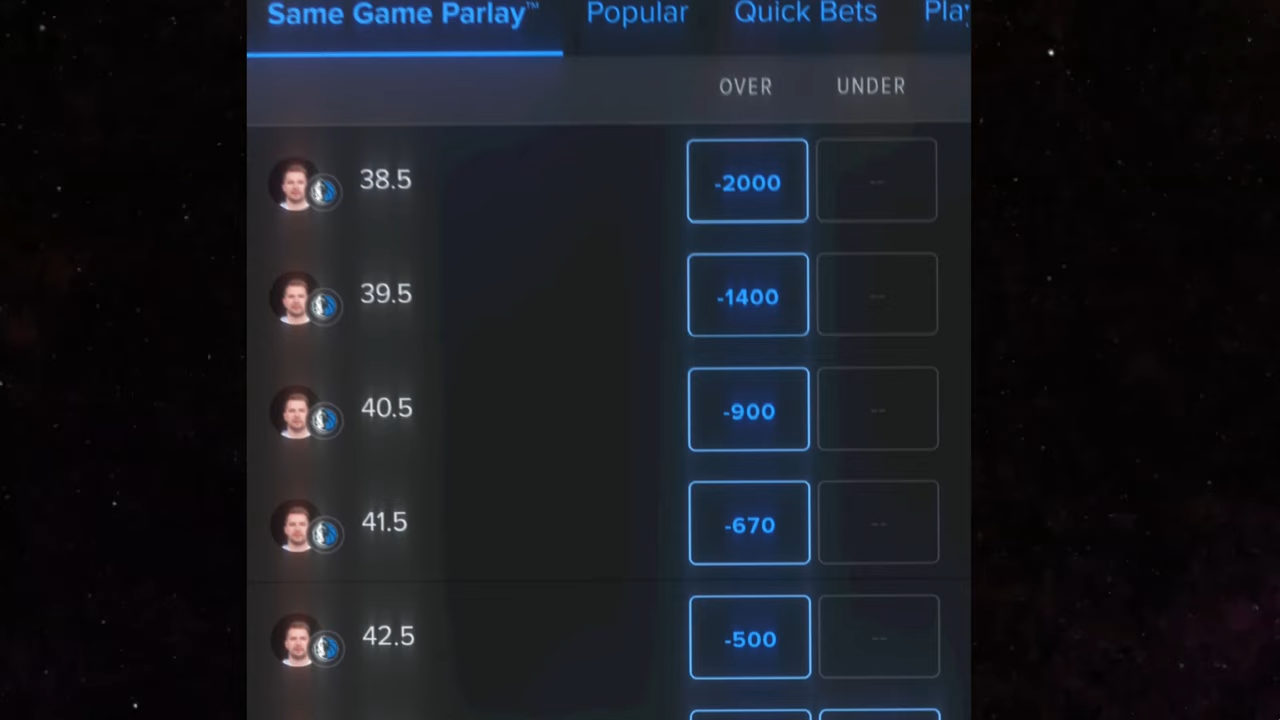 Same Game Parlay™ Popular Quick Bets
OVER UNDER
38.5 -2000 --
39.5 -1400 --
40.5 -900 --
41.5 -670 --
42.5 -500 --